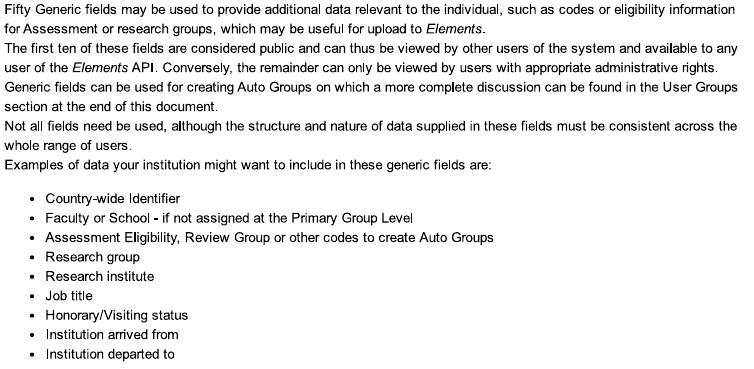 Fifty Generic fields may be used to provide additional data relevant to the individual, such as codes or eligibility information
for Assessment or research groups, which may be useful for upload to Elements.
The first ten of these fields are considered public and can thus be viewed by other users of the system and available to any
user of the Elements API. Conversely, the remainder can only be viewed by users with appropriate administrative rights.
Generic fields can be used for creating Auto Groups on which a more complete discussion can be found in the User Groups
section at the end of this document.
Not all fields need be used, although the structure and nature of data supplied in these fields must be consistent across the
whole range of users.
Examples of data your institution might want to include in these generic fields are:
• Country-wide Identifier
• Faculty or School - if not assigned at the Primary Group Level
• Assessment Eligibility, Review Group or other codes to create Auto Groups
• Research group
• Research institute
• Job title
• Honorary/Visiting status
• Institution arrived from
• Institution departed to